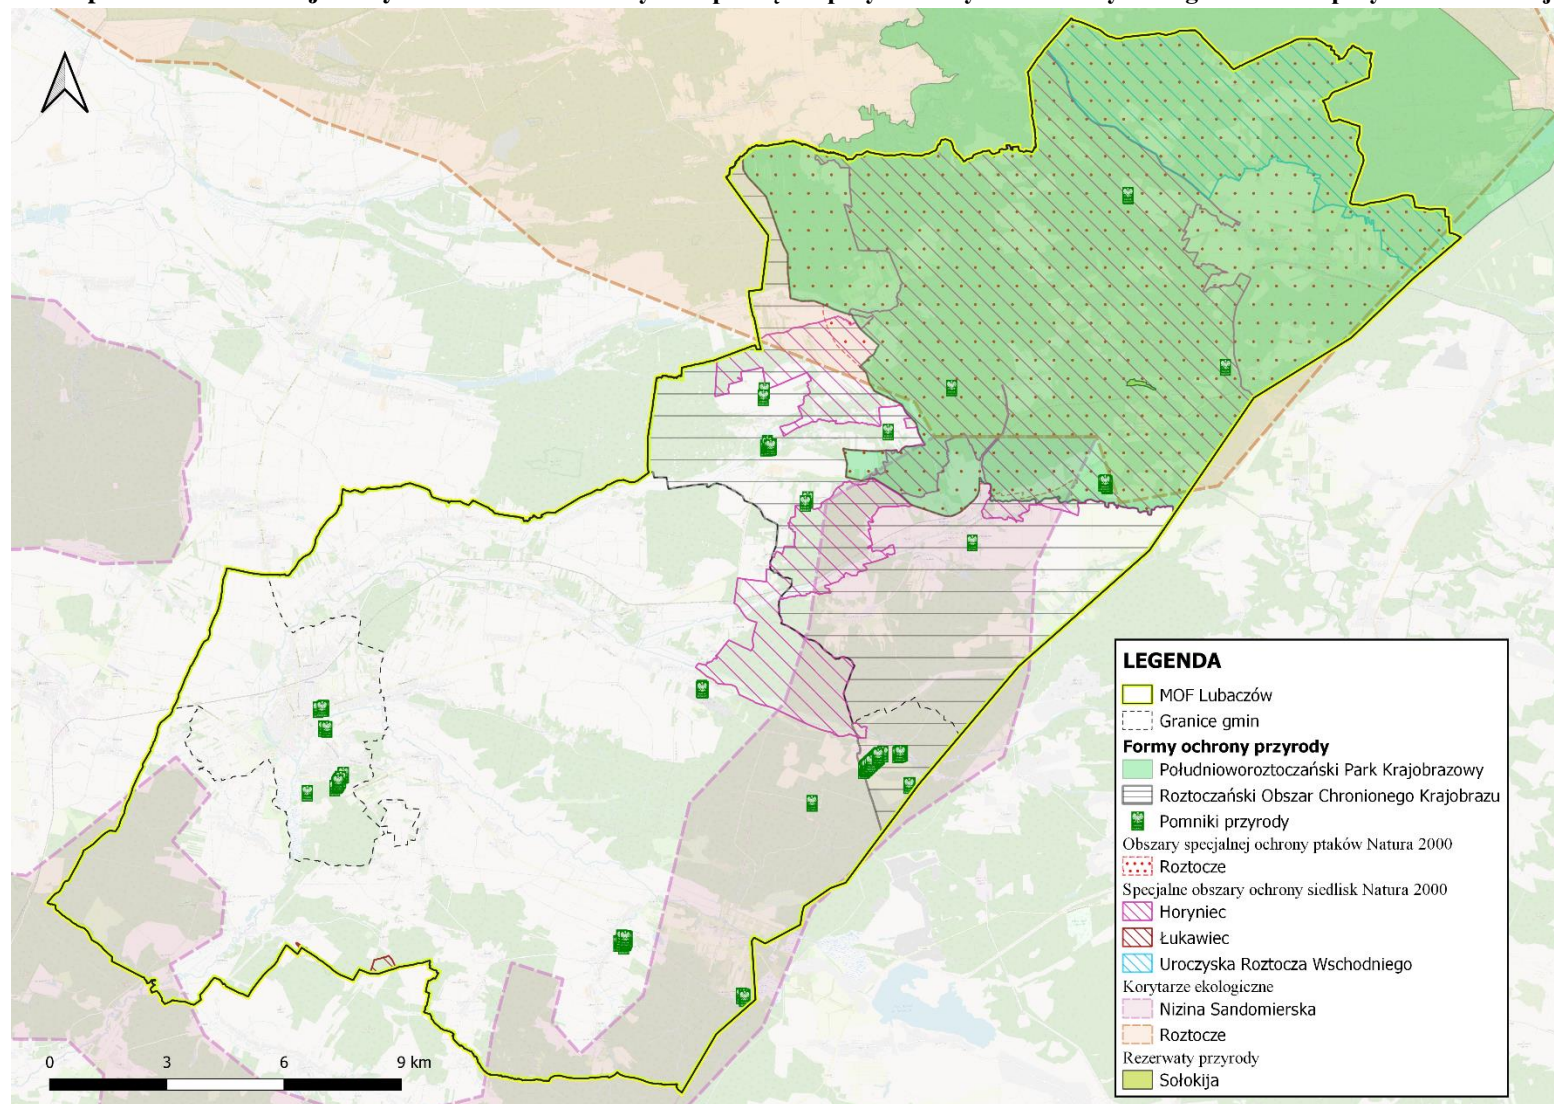 LEGENDA
MOF Lubaczów
Granice gmin
Formy ochrony przyrody
Południoworoztoczański Park Krajobrazowy
Roztoczański Obszar Chronionego Krajobrazu
Pomniki przyrody
Obszary specjalnej ochrony ptaków Natura 2000
Roztocze
Specjalne obszary ochrony siedlisk Natura 2000
Horyniec
Łukawiec
Uroczyska Roztocza Wschodniego
Korytarze ekologiczne
Nizina Sandomierska
Roztocze
Rezerwaty przyrody
Sołokija
0 3 6 9 km